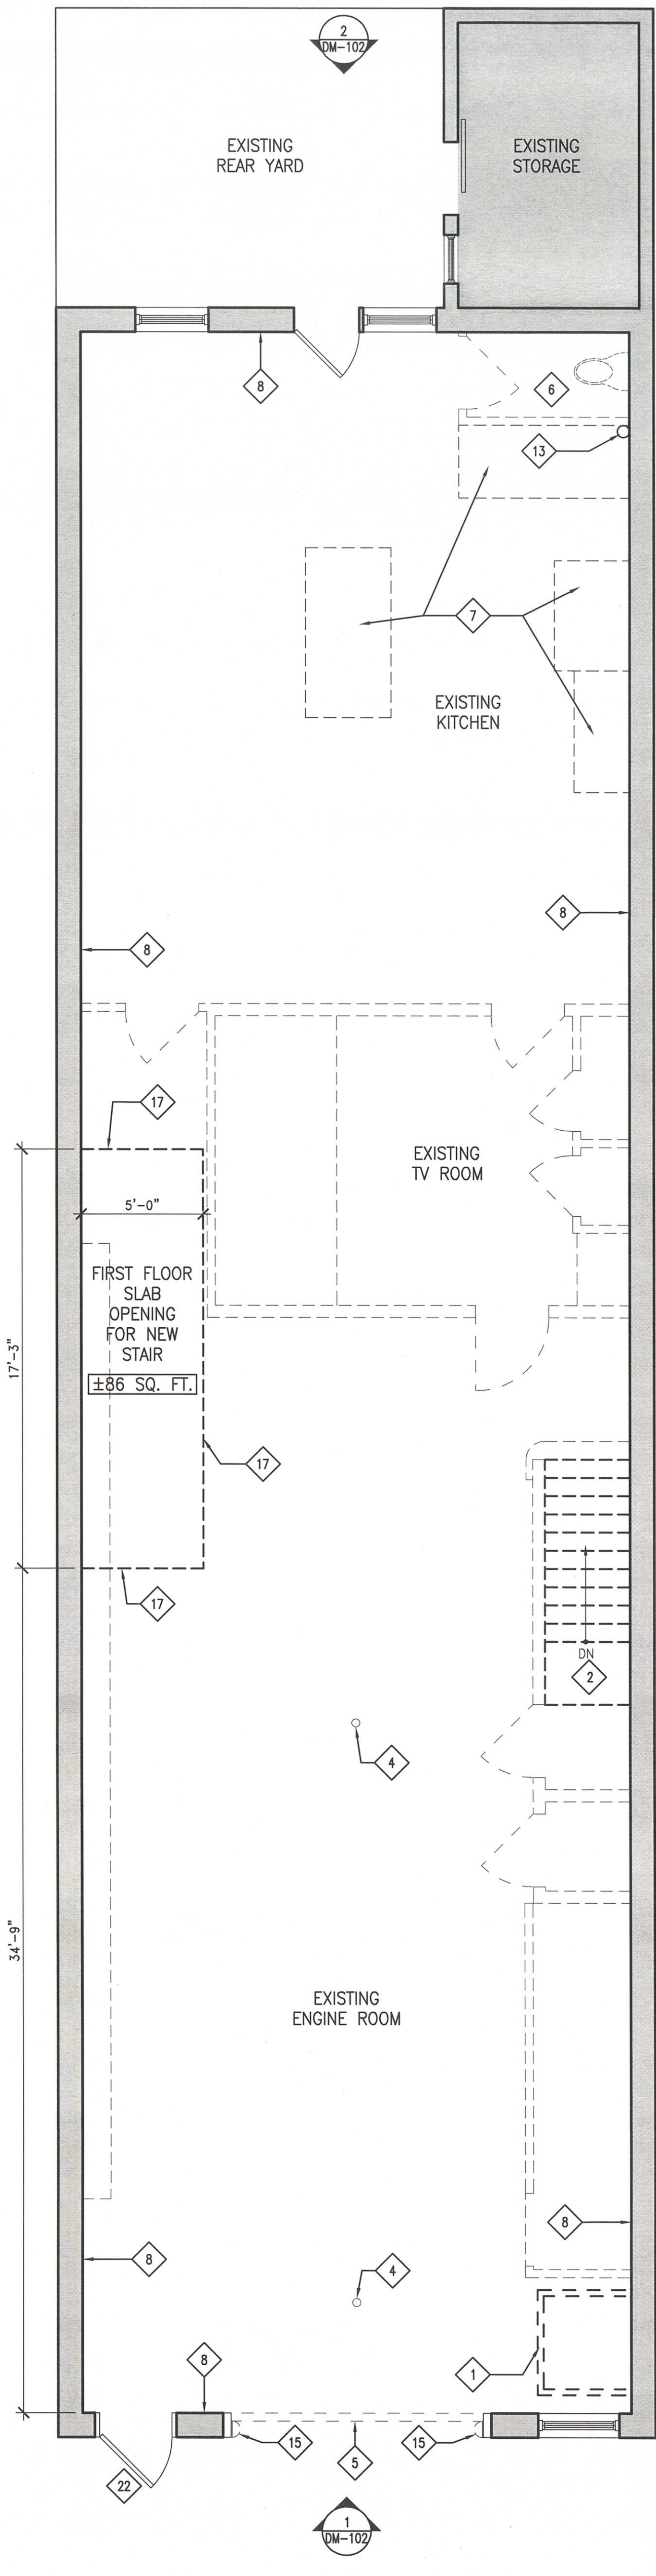 2
DM-102
EXISTING
REAR YARD
EXISTING
STORAGE
8
6
13
7
EXISTING
KITCHEN
8
8
17
EXISTING
TV ROOM
5'-0"
FIRST FLOOR
SLAB
OPENING
FOR NEW
STAIR
±86 SQ. FT.
17'-3"
17
17
DN
2
4
34'-9"
EXISTING
ENGINE ROOM
8
8
4
8
1
15
15
5
22
1
DM-102